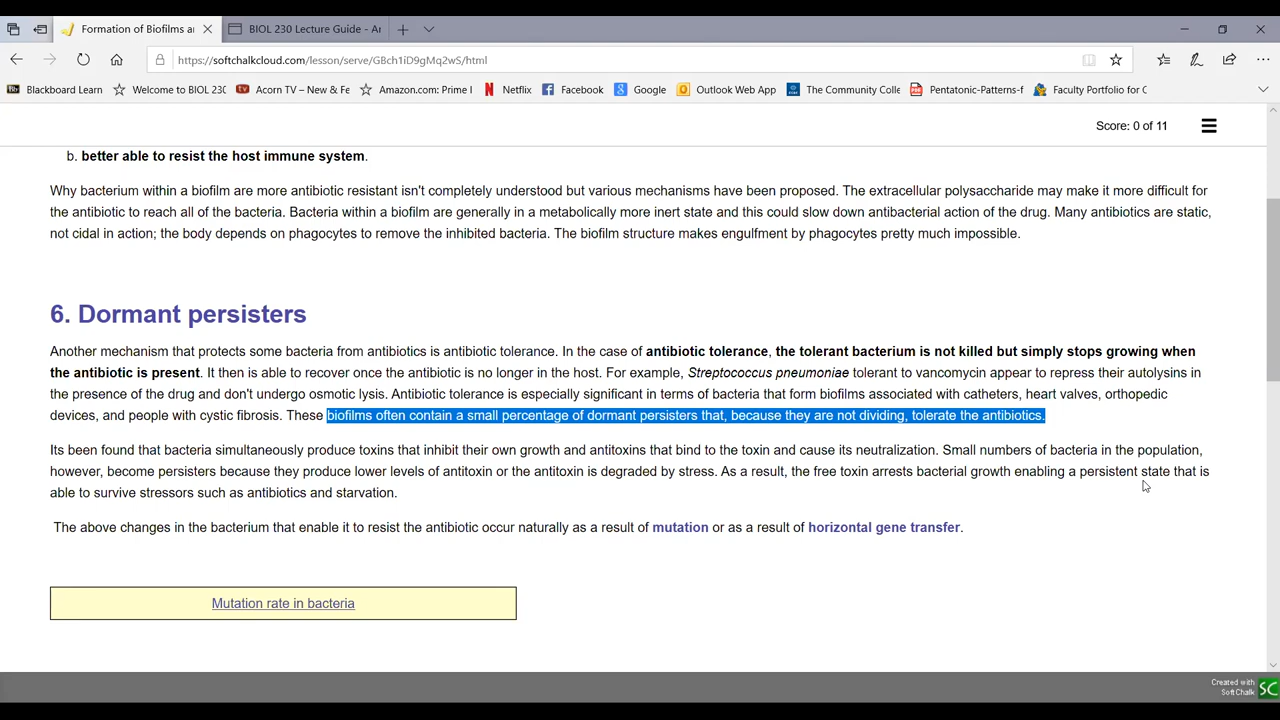 Formation of Biofilms ar
BIOL 230 Lecture Guide - Ar
https://softchalkcloud.com/lesson/serve/GBch1iD9gMq2wS/html
Blackboard Learn
Welcome to BIOL 230
Acorn TV – New & Fe
Amazon.com: Prime I
Netflix
Facebook
Google
Outlook Web App
The Community Colle
Pentatonic-Patterns-f
Faculty Portfolio for C
Score: 0 of 11
b. better able to resist the host immune system.
Why bacterium within a biofilm are more antibiotic resistant isn't completely understood but various mechanisms have been proposed. The extracellular polysaccharide may make it more difficult for
the antibiotic to reach all of the bacteria. Bacteria within a biofilm are generally in a metabolically more inert state and this could slow down antibacterial action of the drug. Many antibiotics are static,
not cidal in action; the body depends on phagocytes to remove the inhibited bacteria. The biofilm structure makes engulfment by phagocytes pretty much impossible.
6. Dormant persisters
Another mechanism that protects some bacteria from antibiotics is antibiotic tolerance. In the case of antibiotic tolerance, the tolerant bacterium is not killed but simply stops growing when
the antibiotic is present. It then is able to recover once the antibiotic is no longer in the host. For example, Streptococcus pneumoniae tolerant to vancomycin appear to repress their autolysins in
the presence of the drug and don't undergo osmotic lysis. Antibiotic tolerance is especially significant in terms of bacteria that form biofilms associated with catheters, heart valves, orthopedic
devices, and people with cystic fibrosis. These biofilms often contain a small percentage of dormant persisters that, because they are not dividing, tolerate the antibiotics.
Its been found that bacteria simultaneously produce toxins that inhibit their own growth and antitoxins that bind to the toxin and cause its neutralization. Small numbers of bacteria in the population,
however, become persisters because they produce lower levels of antitoxin or the antitoxin is degraded by stress. As a result, the free toxin arrests bacterial growth enabling a persistent state that is
able to survive stressors such as antibiotics and starvation.
The above changes in the bacterium that enable it to resist the antibiotic occur naturally as a result of mutation or as a result of horizontal gene transfer.
Mutation rate in bacteria
Created with
SoftChalk
SC